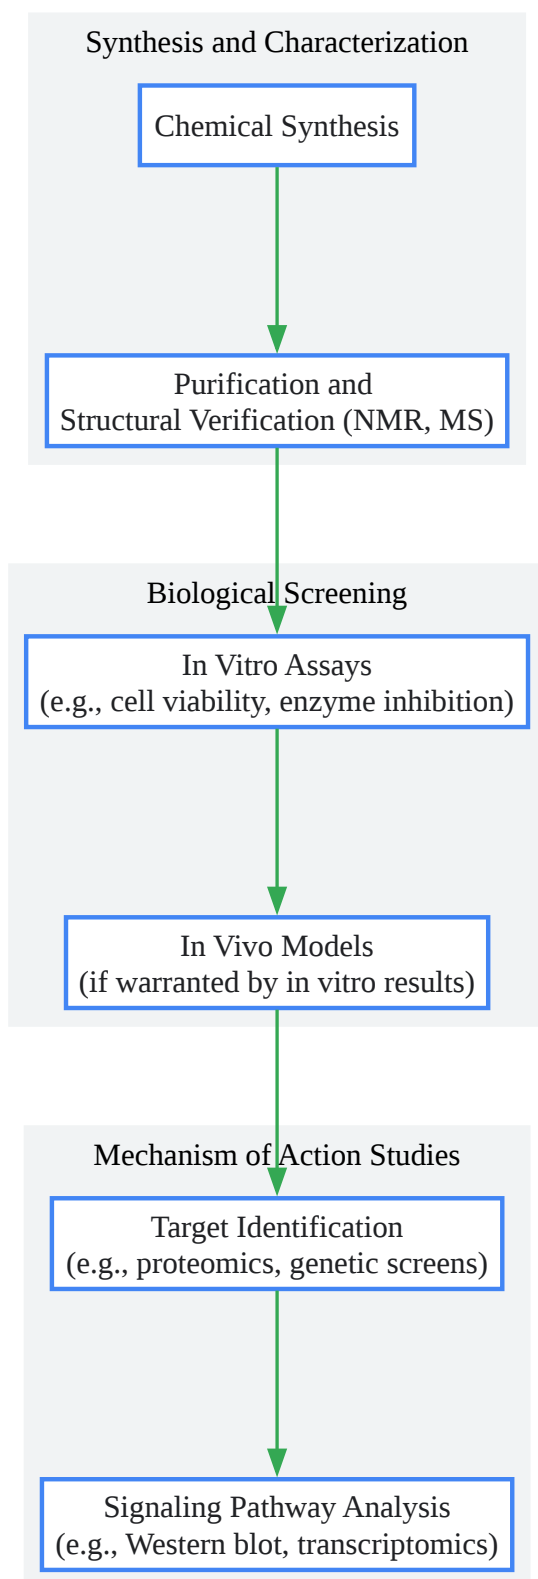 Synthesis and Characterization
Chemical Synthesis
Purification and
Structural Verification (NMR, MS)
Biological Screening
In Vitro Assays
(e.g., cell viability, enzyme inhibition)
In Vivo Models
(if warranted by in vitro results)
Mechanism of Action Studies
Target Identification
(e.g., proteomics, genetic screens)
Signaling Pathway Analysis
(e.g., Western blot, transcriptomics)